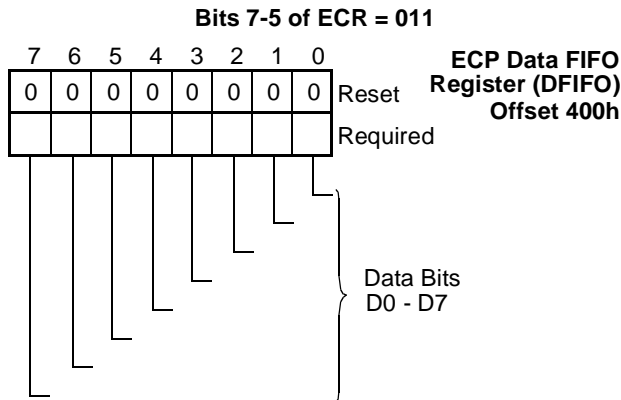 Bits 7-5 of ECR = 011
7 6 5 4 3 2 1 0
ECP Data FIFO
Register (DFIFO)
Offset 400h
0 0 0 0 0 0 0 0 Reset
Required
Data Bits
D0 - D7